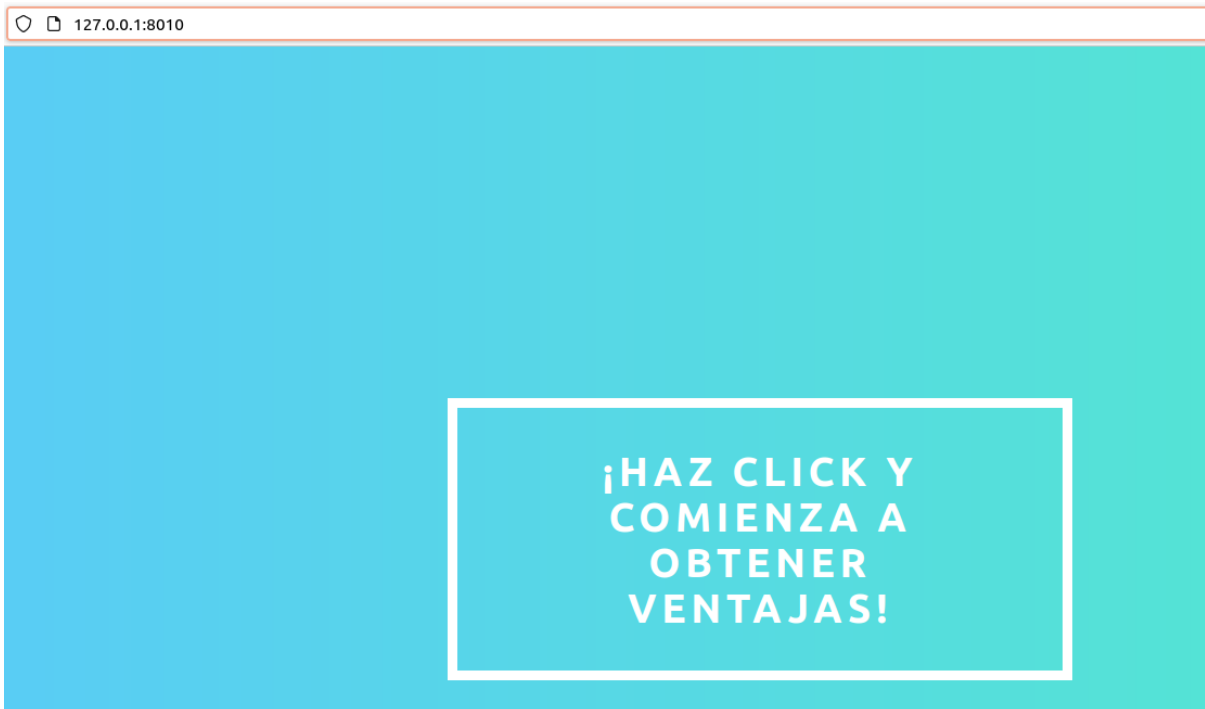 127.0.0.1:8010
¡HAZ CLICK Y
COMIENZA A
OBTENER
VENTAJAS!